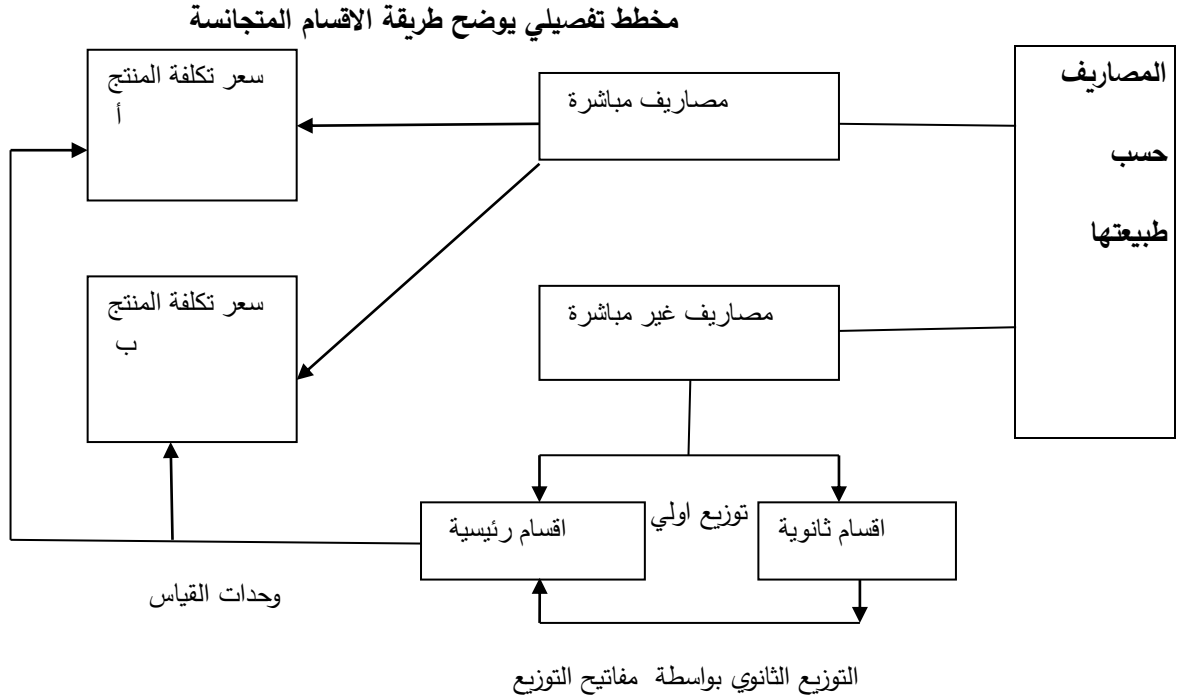 مخطط تفصيلي يوضح طريقة الاقسام المتجانسة
المصاريف
حسب
طبيعتها
مصاريف مباشرة
سعر تكلفة المنتج
أ
مصاريف غير مباشرة
سعر تكلفة المنتج
ب
اقسام ثانوية
توزيع اولي
اقسام رئيسية
وحدات القياس
التوزيع الثانوي بواسطة مفاتيح التوزيع